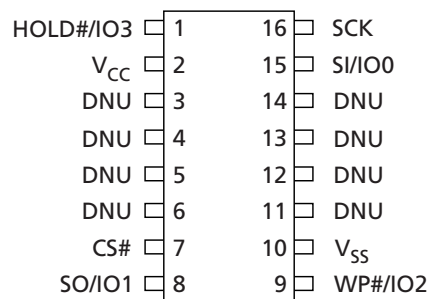 HOLD#/IO3 1 16 SCK
VCC 2 15 SI/IO0
DNU 3 14 DNU
DNU 4 13 DNU
DNU 5 12 DNU
DNU 6 11 DNU
CS# 7 10 VSS
SO/IO1 8 9 WP#/IO2